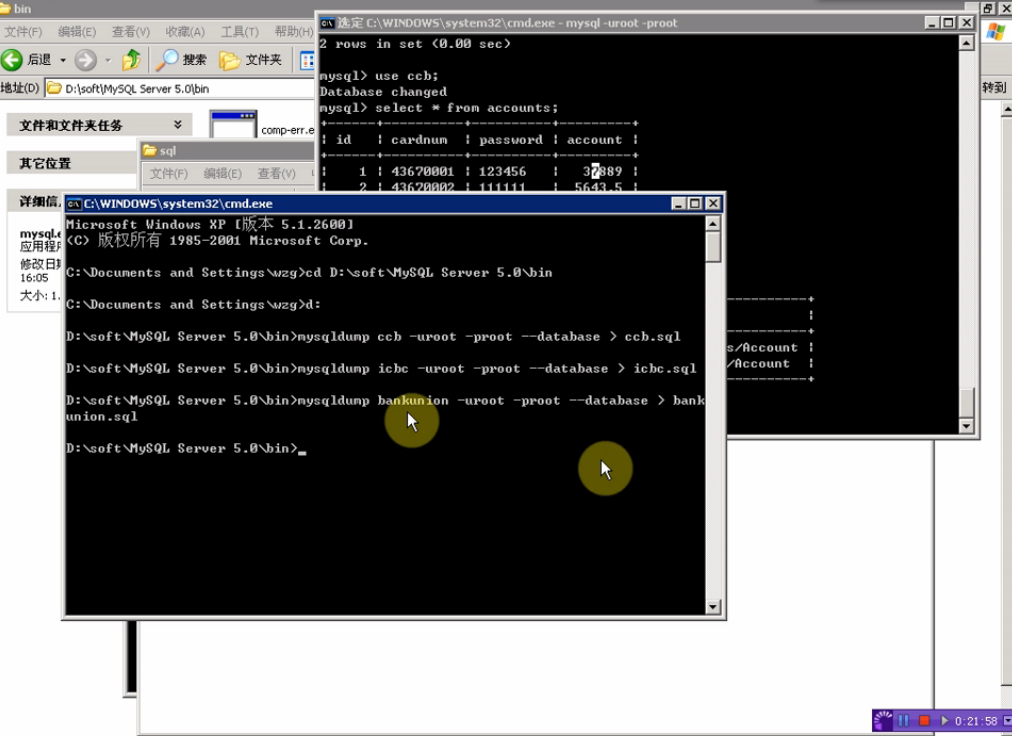 bin
文件(F) 编辑(E) 查看(V) 收藏(A) 工具(T) 帮助(H)
后退 搜索 文件夹
地址(D) D:\soft\MySQL Server 5.0\bin
转到
文件和文件夹任务
comp-err.e
其它位置
详细信
mysql.e
应用程序
修改日期
16:05
大小: 1.
选定 C:\WINDOWS\system32\cmd.exe - mysql -uroot -proot
2 rows in set (0.00 sec)
mysql> use ccb;
Database changed
mysql> select * from accounts;
+------+----------+----------+---------+
| id | cardnum | password | account |
+------+----------+----------+---------+
| 1 | 43670001 | 123456 | 37889 |
| 2 | 43670002 | 111111 | 5643.5 |
----------+
|
----------+
s/Account |
/Account |
----------+
sql
文件(F) 编辑(E) 查看(V)
C:\WINDOWS\system32\cmd.exe
Microsoft Windows XP [版本 5.1.2600]
(C) 版权所有 1985-2001 Microsoft Corp.
C:\Documents and Settings\wzg>cd D:\soft\MySQL Server 5.0\bin
C:\Documents and Settings\wzg>d:
D:\soft\MySQL Server 5.0\bin>mysqldump ccb -uroot -proot --database > ccb.sql
D:\soft\MySQL Server 5.0\bin>mysqldump icbc -uroot -proot --database > icbc.sql
D:\soft\MySQL Server 5.0\bin>mysqldump bankunion -uroot -proot --database > bank
union.sql
D:\soft\MySQL Server 5.0\bin>_
0:21:58